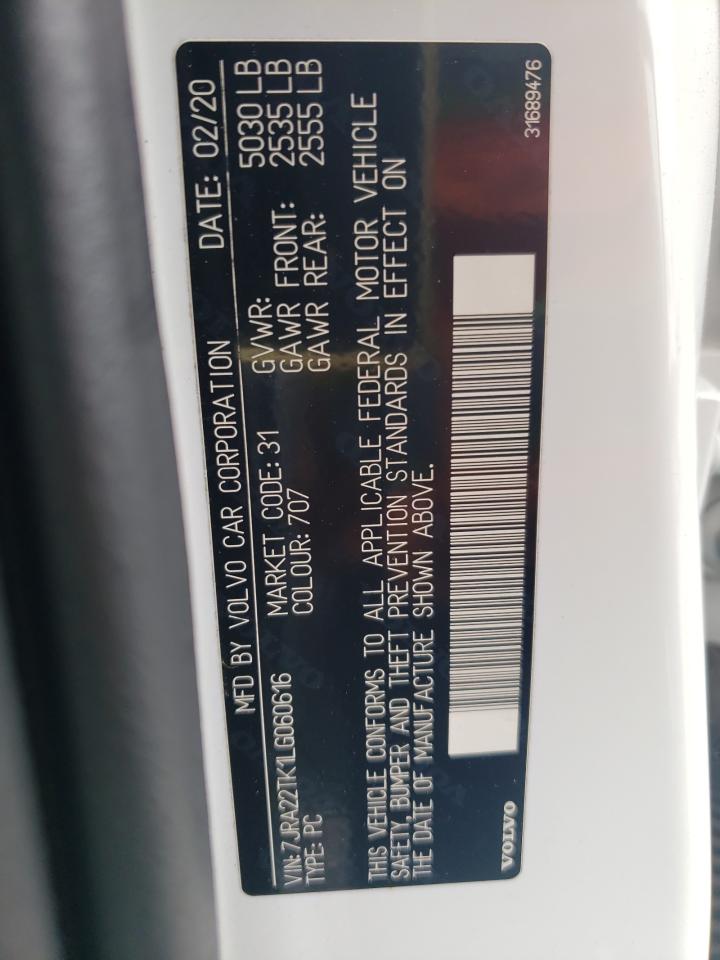 MFD BY VOLVO CAR CORPORATION DATE: 02/20
VIN:7JRA22TK1LG060616 GVWR: 5030 LB
TYPE: PC MARKET CODE: 31 GAWR FRONT: 2535 LB
COLOUR: 707 GAWR REAR: 2555 LB
THIS VEHICLE CONFORMS TO ALL APPLICABLE FEDERAL MOTOR VEHICLE
SAFETY, BUMPER AND THEFT PREVENTION STANDARDS IN EFFECT ON
THE DATE OF MANUFACTURE SHOWN ABOVE.
VOLVO 31689476